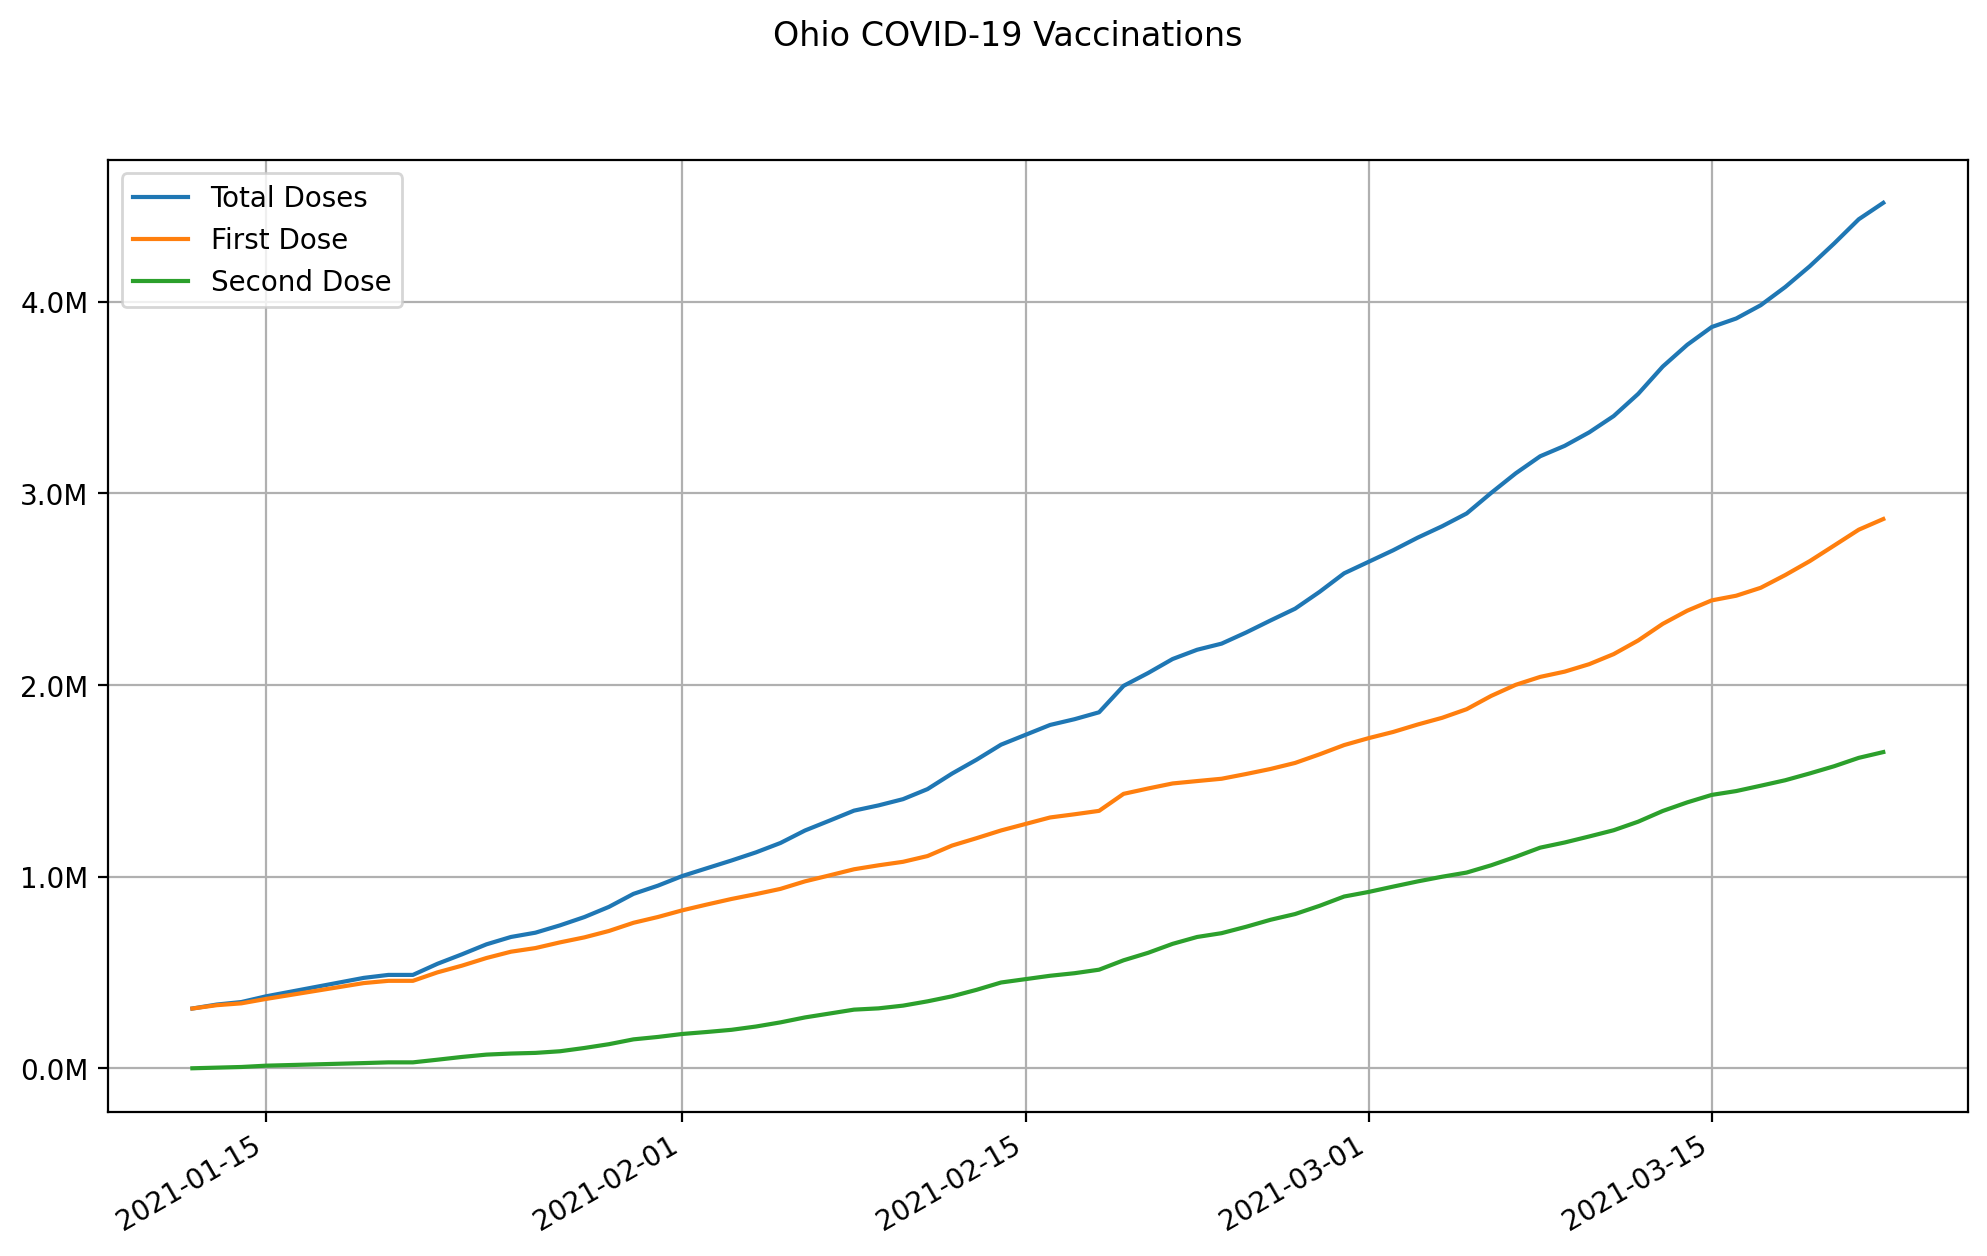 Ohio COVID-19 Vaccinations
Total Doses
First Dose
Second Dose
4.0M
3.0M
2.0M
1.0M
0.0M
2021-01-15
2021-02-01
2021-02-15
2021-03-01
2021-03-15